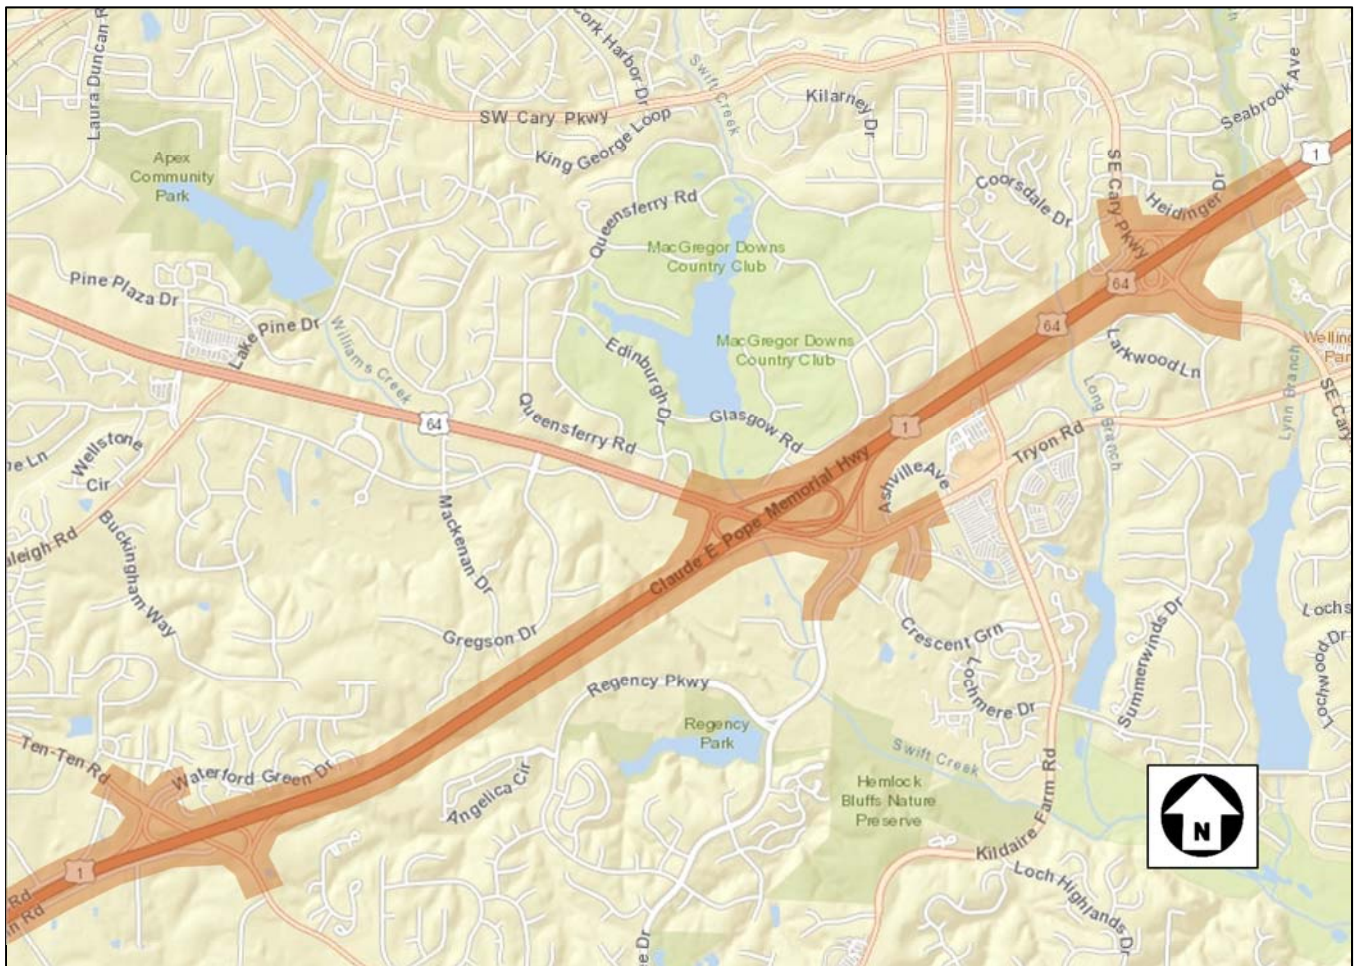 Laura Duncan R
Cork Harbor Dr
Swift Creek
Kilarney Dr
Seabrook Ave
SW Cary Pkwy
King George Loop
1
Apex
Community
Park
SE Cary Pkwy
Coorsdale Dr
Heidinger Dr
Queensferry Rd
MacGregor Downs
Country Club
Pine Plaza Dr
64
Lake Pine Dr
Williams Creek
64
MacGregor Downs
Country Club
Edinburgh Dr
Larkwood Ln
Welling
Par
Long Branch
Lynn Branch
SE Cary
Queensferry Rd
Glasgow Rd
64
1
Tryon Rd
Wellstone
Cir
ne Ln
Claude E Pope Memorial Hwy
Ashville Ave
Mackenan Dr
Buckingham Way
aleigh Rd
Gregson Dr
Crescent Grn
Lochs
Lochwood Dr
Summerwinds Dr
Lochmere Dr
Regency Pkwy
Regency
Park
Swift Creek
Ten-Ten Rd
Waterford Green Dr
Angelica Cir
Hemlock
Bluffs Nature
Preserve
Kildaire Farm Rd
N
1
Loch Highlands Dr
Rd
n Rd
e Dr